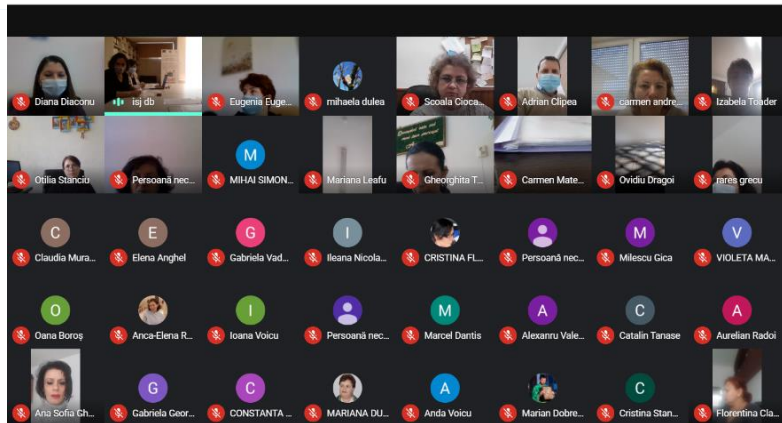 Diana Diaconu
isj db
Eugenia Euge...
mihaela dulea
Scoala Cioca...
Adrian Clipea
carmen andre...
Izabela Toader
Otilia Stanciu
Persoană nec...
M
MIHAI SIMON...
Mariana Leafu
Gheorghita T...
Carmen Mate...
Ovidiu Dragoi
rares grecu
C
Claudia Mura...
E
Elena Anghel
G
Gabriela Vad...
I
Ileana Nicola...
CRISTINA FL...
Persoană nec...
M
Milescu Gica
V
VIOLETA MA...
O
Oana Boroș
Anca-Elena R...
I
Ioana Voicu
Persoană nec...
M
Marcel Dantis
A
Alexanru Vale...
C
Catalin Tanase
A
Aurelian Radoi
Ana Sofia Gh...
G
Gabriela Geor...
C
CONSTANTA ...
MARIANA DU...
A
Anda Voicu
Marian Dobre...
C
Cristina Stan...
Florentina Cla...